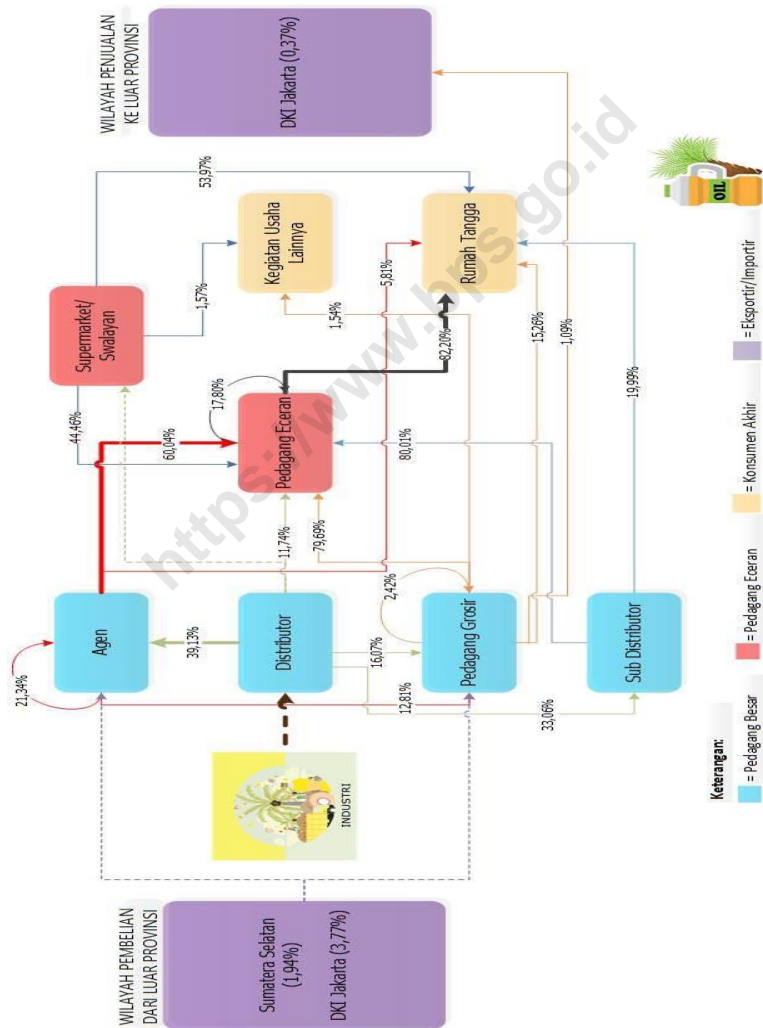 WILAYAH PEMBELIAN
DARI LUAR PROVINSI
Sumatera Selatan
(1,94%)
DKI Jakarta (3,77%)
INDUSTRI
21,34%
Agen
39,13%
Distributor
16,07%
12,81%
2,42%
Pedagang Grosir
33,06%
Sub Distributor
44,46%
60,04%
17,80%
Pedagang Eceran
11,74%
79,69%
80,01%
82,20%
Supermarket/
Swalayan
1,57%
53,97%
Kegiatan Usaha
Lainnya
1,54%
5,81%
Rumah Tangga
15,26%
1,09%
19,99%
WILAYAH PENJUALAN
KE LUAR PROVINSI
DKI Jakarta (0,37%)
OIL
Keterangan:
= Pedagang Besar
= Pedagang Eceran
= Konsumen Akhir
= Eksportir/Importir
https://www.bps.go.id